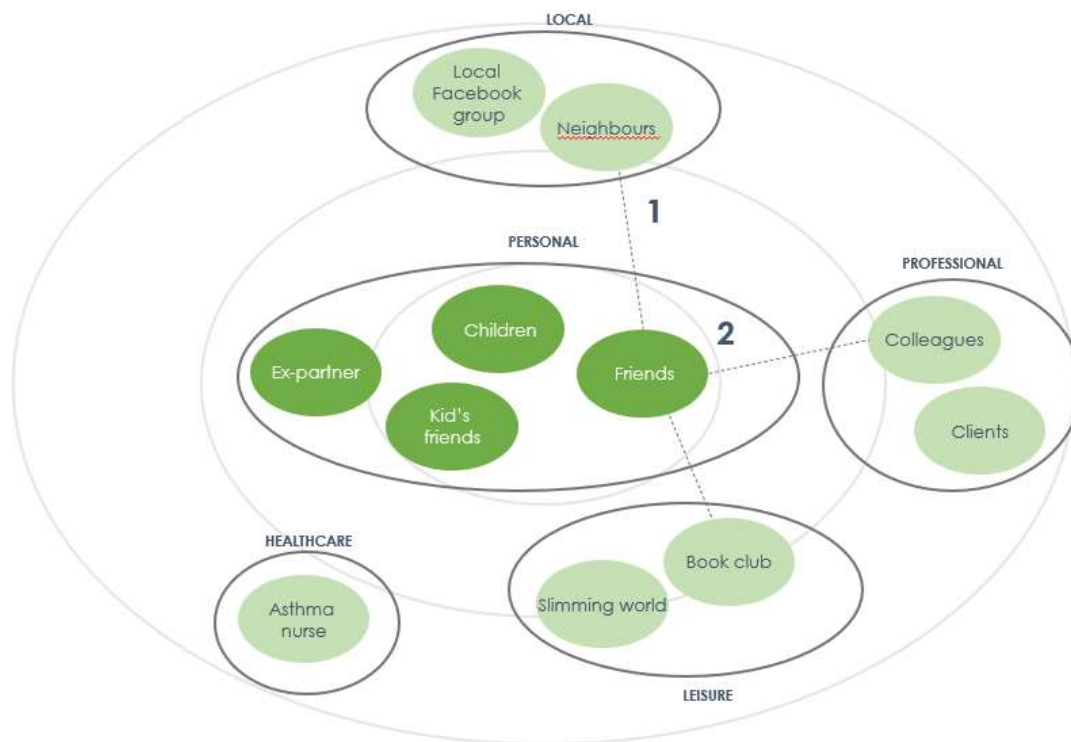 LOCAL
Local
Facebook
group
Neighbours
1
PERSONAL
PROFESSIONAL
Children
2
Colleagues
Ex-partner
Friends
Kid's
friends
Clients
HEALTHCARE
Book club
Asthma
nurse
Slimming world
LEISURE